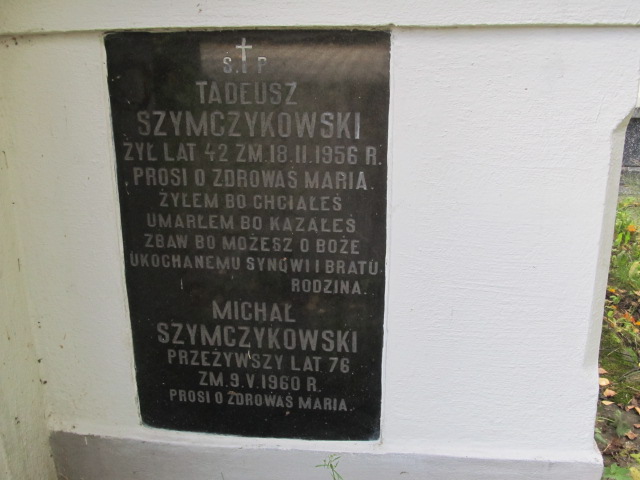 S. I P
TADEUSZ
SZYMCZYKOWSKI
ŻYŁ LAT 42 ZM. 18.II.1956 R.
PROSI O ZDROWAŚ MARIA.
ŻYŁEM BO CHCIAŁEŚ
UMARŁEM BO KAZAŁEŚ
ZBAW BO MOŻESZ O BOŻE
UKOCHANEMU SYNOWI I BRATU
RODZINA.
MICHAŁ
SZYMCZYKOWSKI
PRZEŻYWSZY LAT 76
ZM. 9.V.1960 R.
PROSI O ZDROWAŚ MARIA.